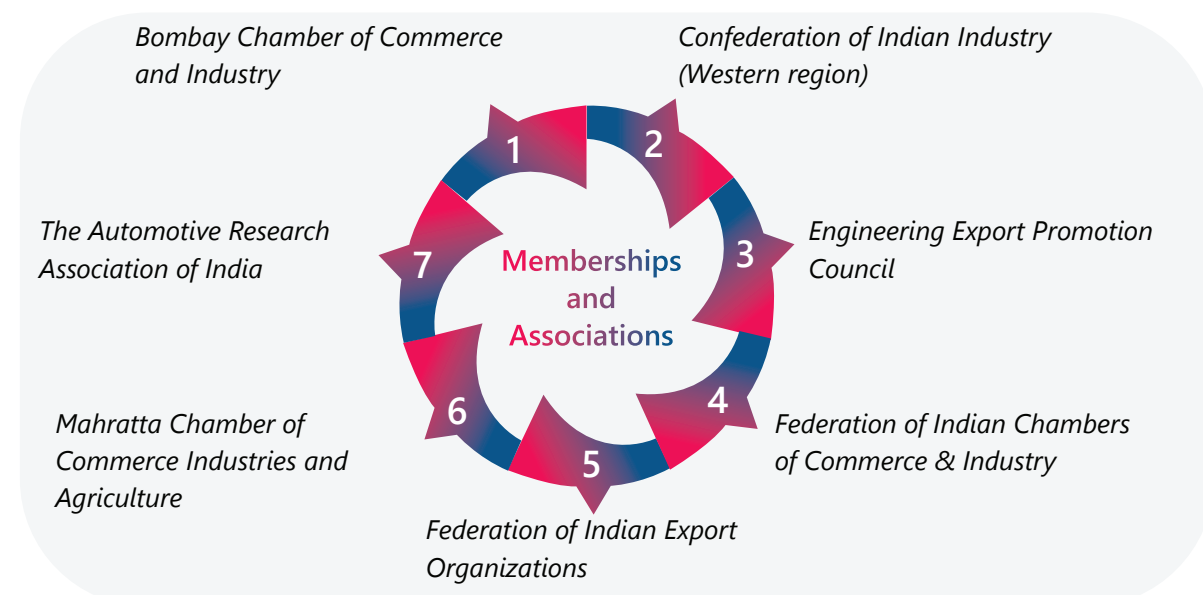 Bombay Chamber of Commerce
and Industry
Confederation of Indian Industry
(Western region)
1
2
The Automotive Research
Association of India
7
Memberships
and
Associations
3
Engineering Export Promotion
Council
Mahratta Chamber of
Commerce Industries and
Agriculture
6
5
4
Federation of Indian Chambers
of Commerce & Industry
Federation of Indian Export
Organizations